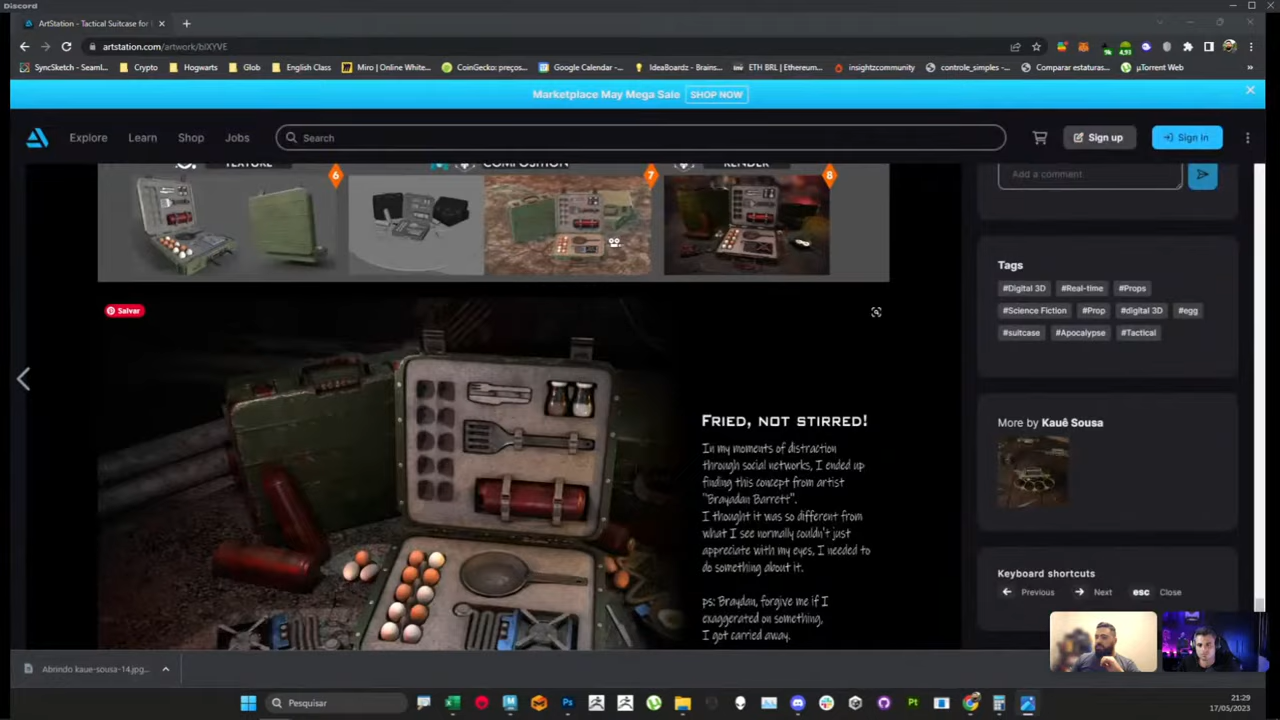 Discord
ArtStation - Tactical Suitcase for
artstation.com/artwork/blXYVE
SyncSketch - Seaml...
Crypto
Hogwarts
Glob
English Class
Miro | Online White...
CoinGecko: preços...
Google Calendar -...
IdeaBoardz - Brains...
ETH BRL | Ethereum...
insightzcommunity
controle_simples -...
Comparar estaturas...
µTorrent Web
Marketplace May Mega Sale SHOP NOW
Explore Learn Shop Jobs Search Sign up Sign in
TEXTURE COMPOSITION RENDER
6 7 8
Add a comment
Tags
#Digital 3D #Real-time #Props
#Science Fiction #Prop #digital 3D #egg
#suitcase #Apocalypse #Tactical
Salvar
FRIED, NOT STIRRED!
In my moments of distraction
through social networks, I ended up
finding this concept from artist
"Brayadan Barrett".
I thought it was so different from
what I see normally couldn't just
appreciate with my eyes, I needed to
do something about it.
ps: Braydan, forgive me if I
exaggerated on something,
I got carried away.
More by Kauê Sousa
Keyboard shortcuts
Previous Next esc Close
Abrindo kaue-sousa-14.jpg...
Pesquisar
Pt
21:29
17/05/2023